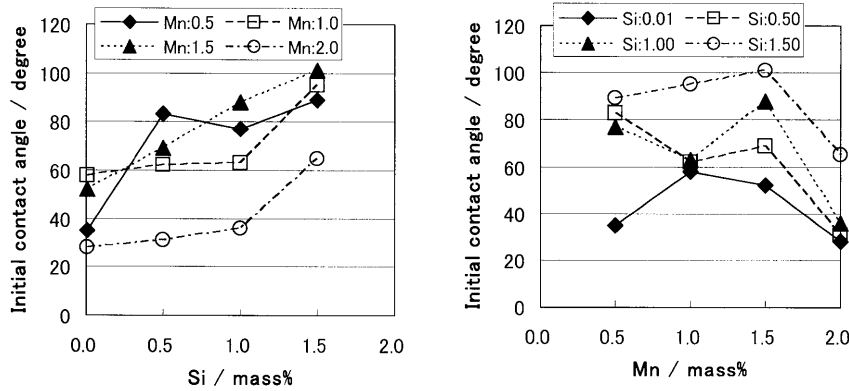 Mn:0.5 Mn:1.0
Mn:1.5 Mn:2.0
Initial contact angle / degree
120
100
80
60
40
20
0
0.0 0.5 1.0 1.5 2.0
Si / mass%
Si:0.01 Si:0.50
Si:1.00 Si:1.50
Initial contact angle / degree
120
100
80
60
40
20
0
0.0 0.5 1.0 1.5 2.0
Mn / mass%